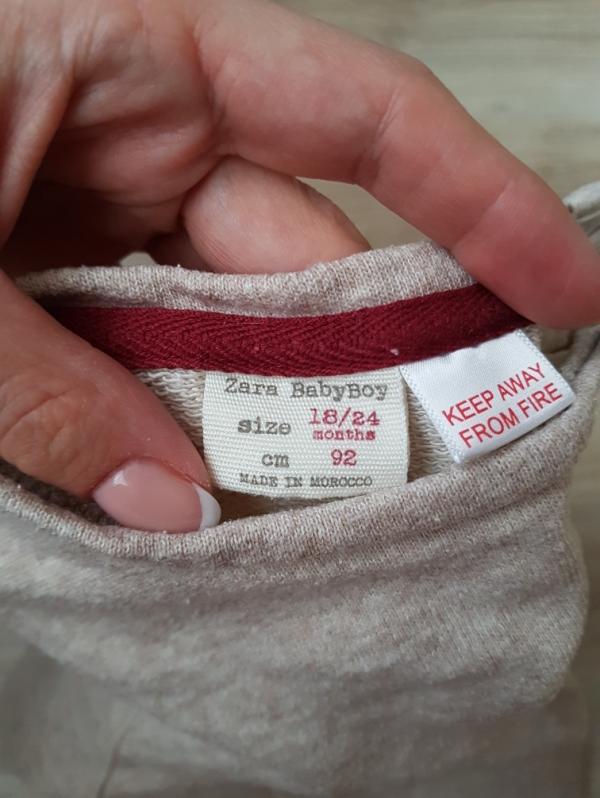 Zara BabyBoy
size 18/24
months
cm 92
MADE IN MOROCCO
KEEP AWAY
FROM FIRE